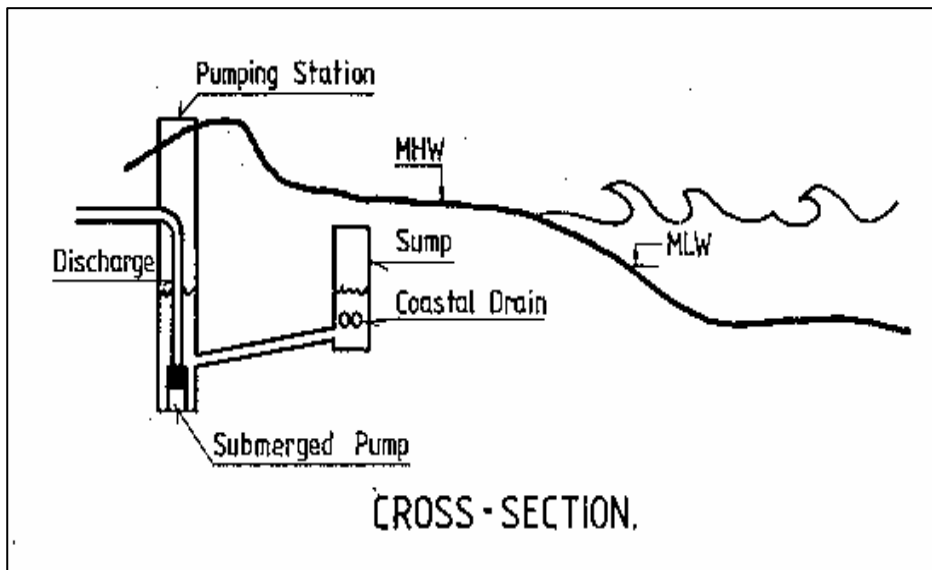 Pumping Station
MHW
Sump
MLW
Discharge
Coastal Drain
Submerged Pump
CROSS-SECTION.